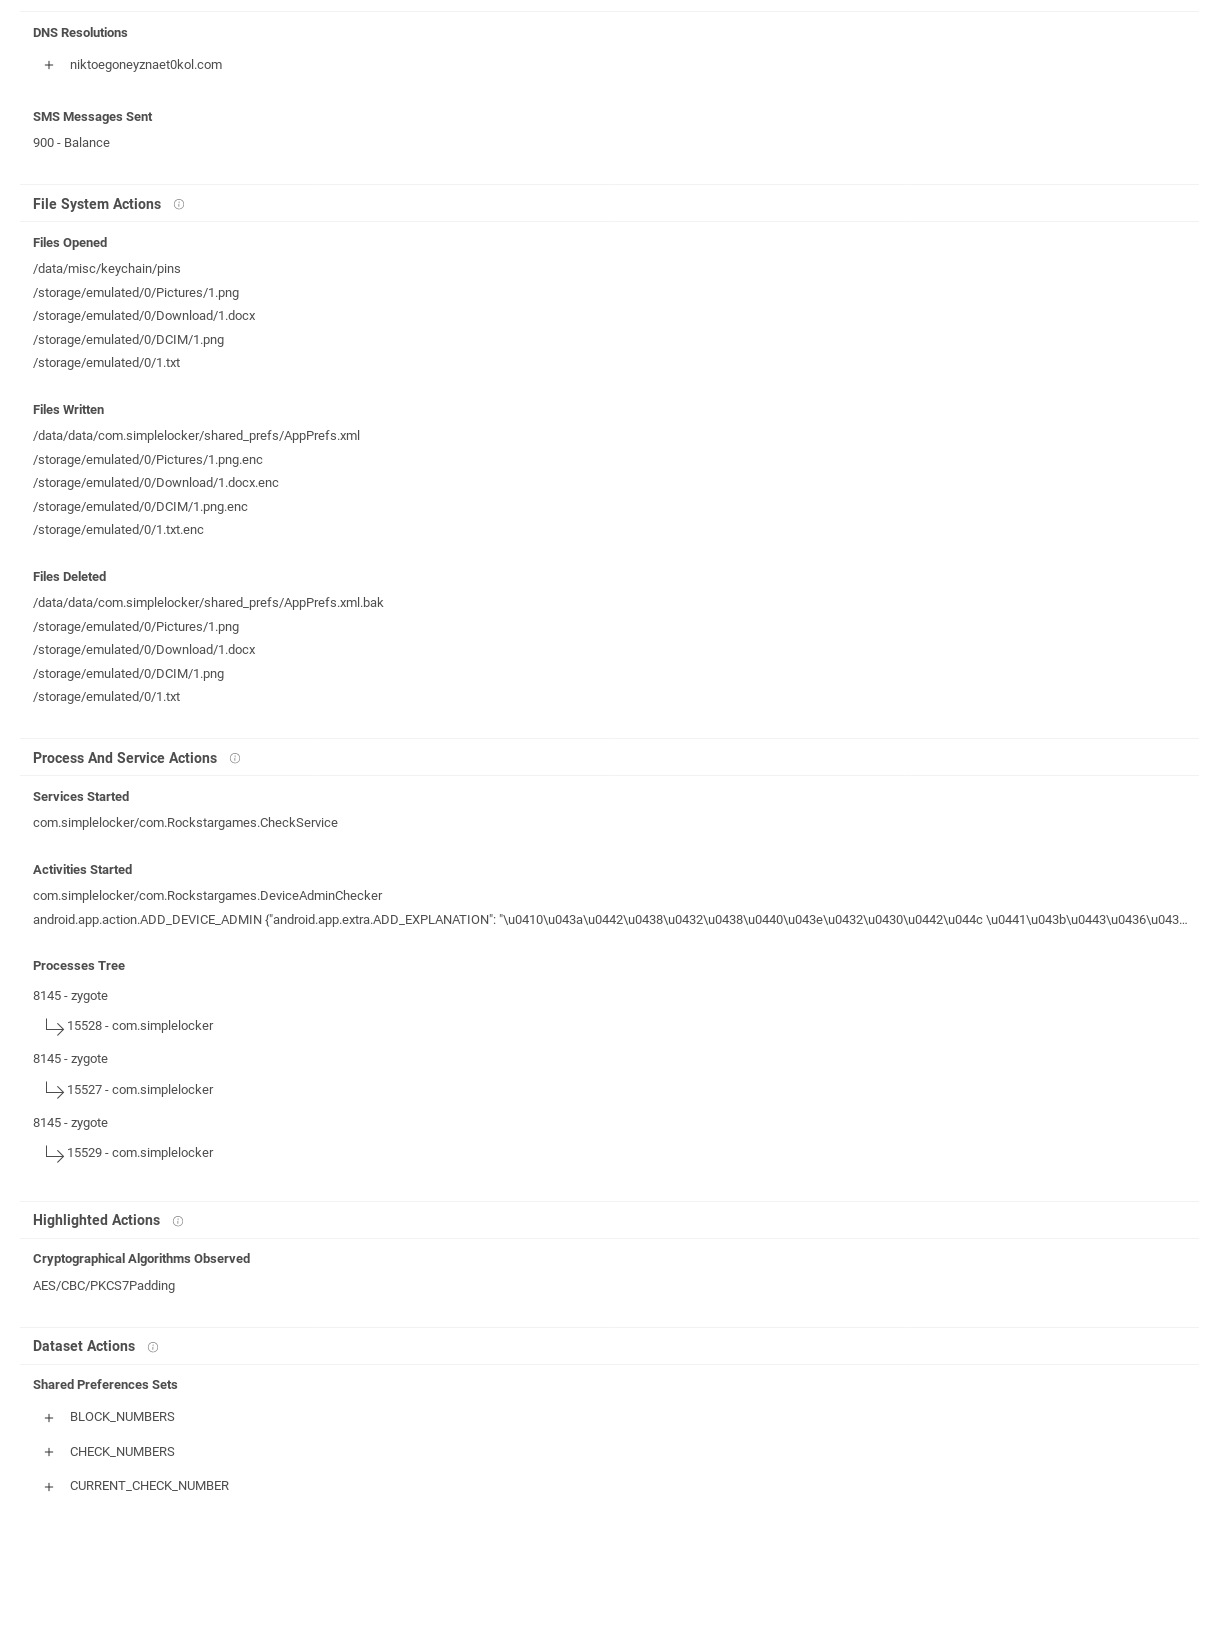 DNS Resolutions
+ niktoegoneyznaet0kol.com
SMS Messages Sent
900 - Balance
File System Actions
Files Opened
/data/misc/keychain/pins
/storage/emulated/0/Pictures/1.png
/storage/emulated/0/Download/1.docx
/storage/emulated/0/DCIM/1.png
/storage/emulated/0/1.txt
Files Written
/data/data/com.simplelocker/shared_prefs/AppPrefs.xml
/storage/emulated/0/Pictures/1.png.enc
/storage/emulated/0/Download/1.docx.enc
/storage/emulated/0/DCIM/1.png.enc
/storage/emulated/0/1.txt.enc
Files Deleted
/data/data/com.simplelocker/shared_prefs/AppPrefs.xml.bak
/storage/emulated/0/Pictures/1.png
/storage/emulated/0/Download/1.docx
/storage/emulated/0/DCIM/1.png
/storage/emulated/0/1.txt
Process And Service Actions
Services Started
com.simplelocker/com.Rockstargames.CheckService
Activities Started
com.simplelocker/com.Rockstargames.DeviceAdminChecker
android.app.action.ADD_DEVICE_ADMIN {"android.app.extra.ADD_EXPLANATION": "\u0410\u043a\u0442\u0438\u0432\u0438\u0440\u043e\u0432\u0430\u0442\u044c \u0441\u043b\u0443\u0436\u043…
Processes Tree
8145 - zygote
15528 - com.simplelocker
8145 - zygote
15527 - com.simplelocker
8145 - zygote
15529 - com.simplelocker
Highlighted Actions
Cryptographical Algorithms Observed
AES/CBC/PKCS7Padding
Dataset Actions
Shared Preferences Sets
+ BLOCK_NUMBERS
+ CHECK_NUMBERS
+ CURRENT_CHECK_NUMBER